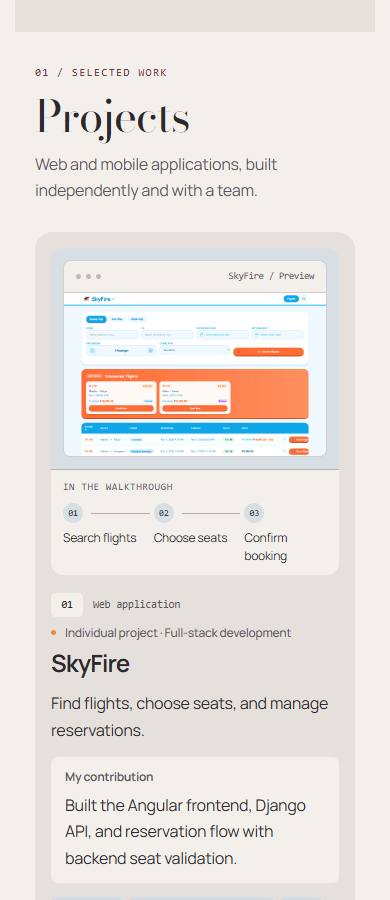 01 / SELECTED WORK
Projects
Web and mobile applications, built
independently and with a team.
SkyFire / Preview
SkyFire
IN THE WALKTHROUGH
01 02 03
Search flights Choose seats Confirm
booking
01 Web application
Individual project · Full-stack development
SkyFire
Find flights, choose seats, and manage
reservations.
My contribution
Built the Angular frontend, Django
API, and reservation flow with
backend seat validation.